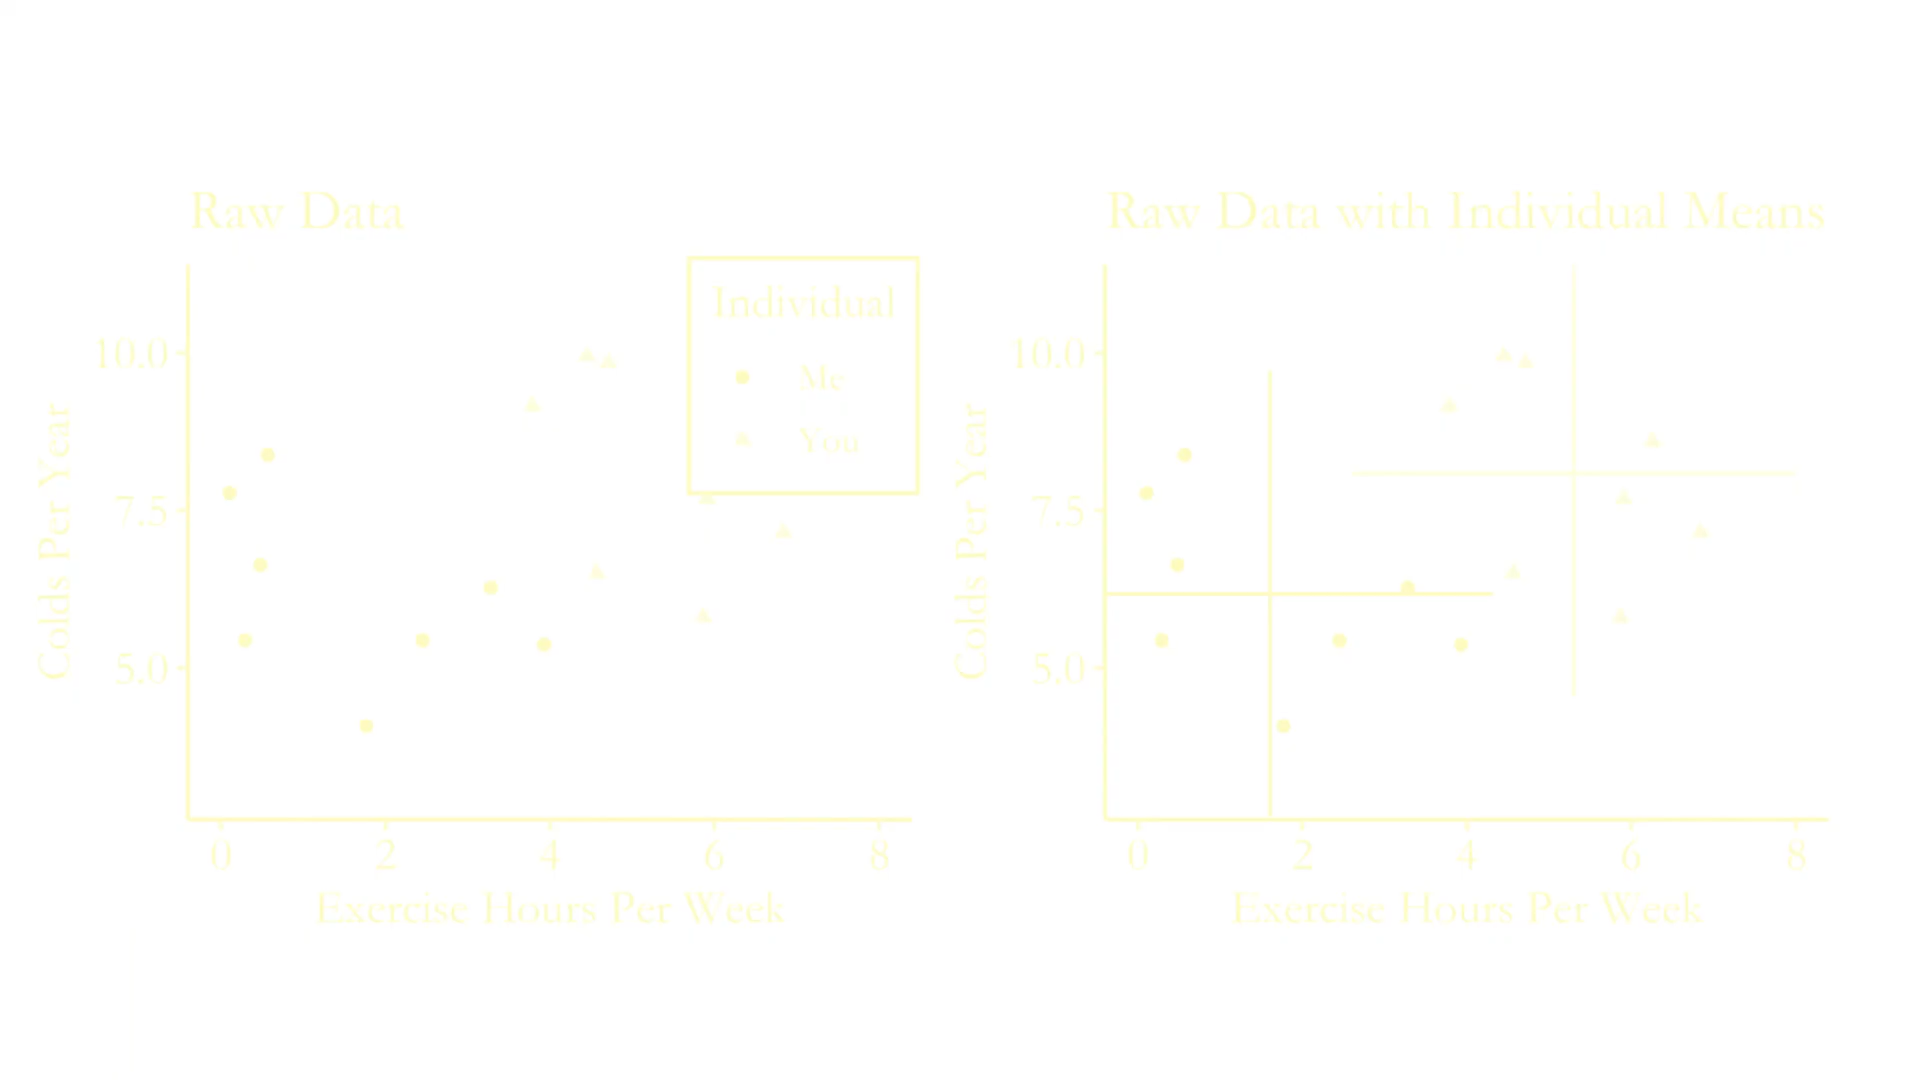 Raw Data
Individual
Me
You
10.0
7.5
5.0
Colds Per Year
0 2 4 6 8
Exercise Hours Per Week
Raw Data with Individual Means
10.0
7.5
5.0
Colds Per Year
0 2 4 6 8
Exercise Hours Per Week